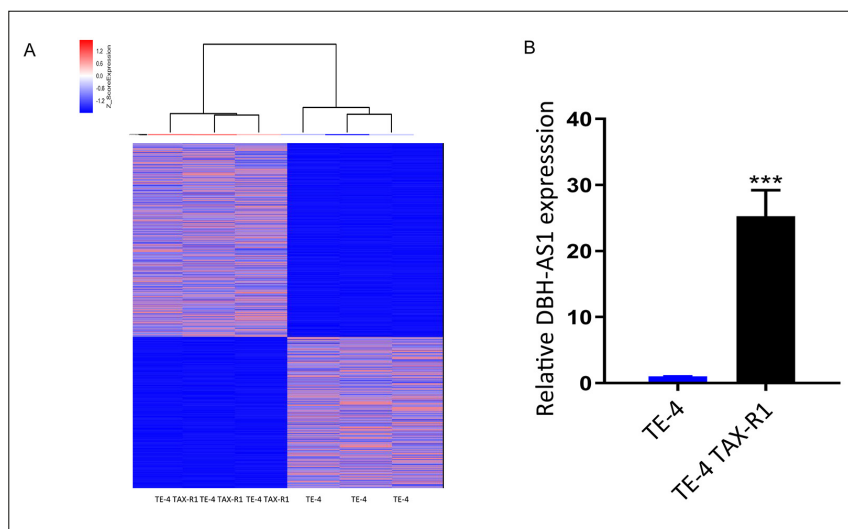 A
1.2
0.6
0.0
-0.6
-1.2
Z_ScoreExpression
TE-4 TAX-R1 TE-4 TAX-R1 TE-4 TAX-R1 TE-4 TE-4 TE-4
B
Relative DBH-AS1 expresssion
40
30
20
10
0
***
TE-4
TE-4 TAX-R1